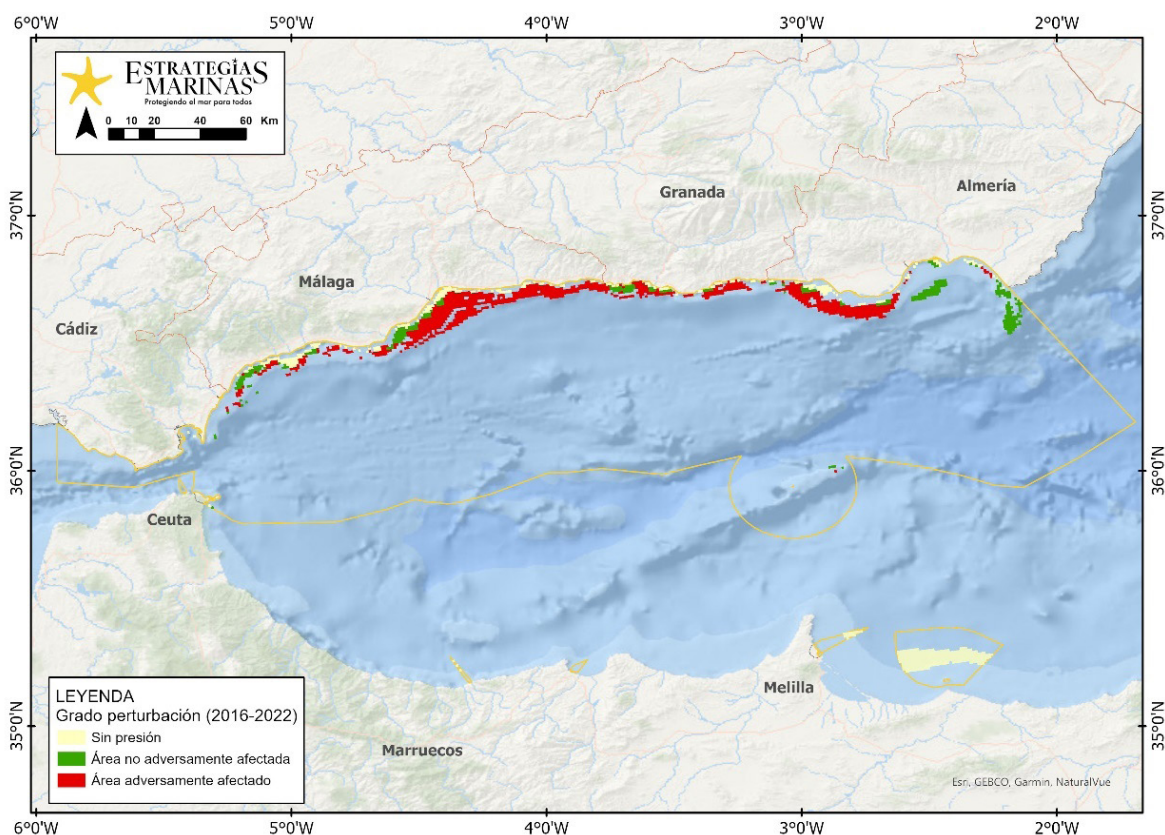 6°0'W 5°0'W 4°0'W 3°0'W 2°0'W
ESTRATEGIAS
MARINAS
Protegiendo el mar para todos
0 10 20 40 60 Km
37°0'N
37°0'N
Granada
Almería
Málaga
Cádiz
36°0'N
36°0'N
Ceuta
Melilla
Marruecos
35°0'N
35°0'N
LEYENDA
Grado perturbación (2016-2022)
Sin presión
Área no adversamente afectada
Área adversamente afectado
Esri, GEBCO, Garmin, NaturalVue
6°0'W 5°0'W 4°0'W 3°0'W 2°0'W